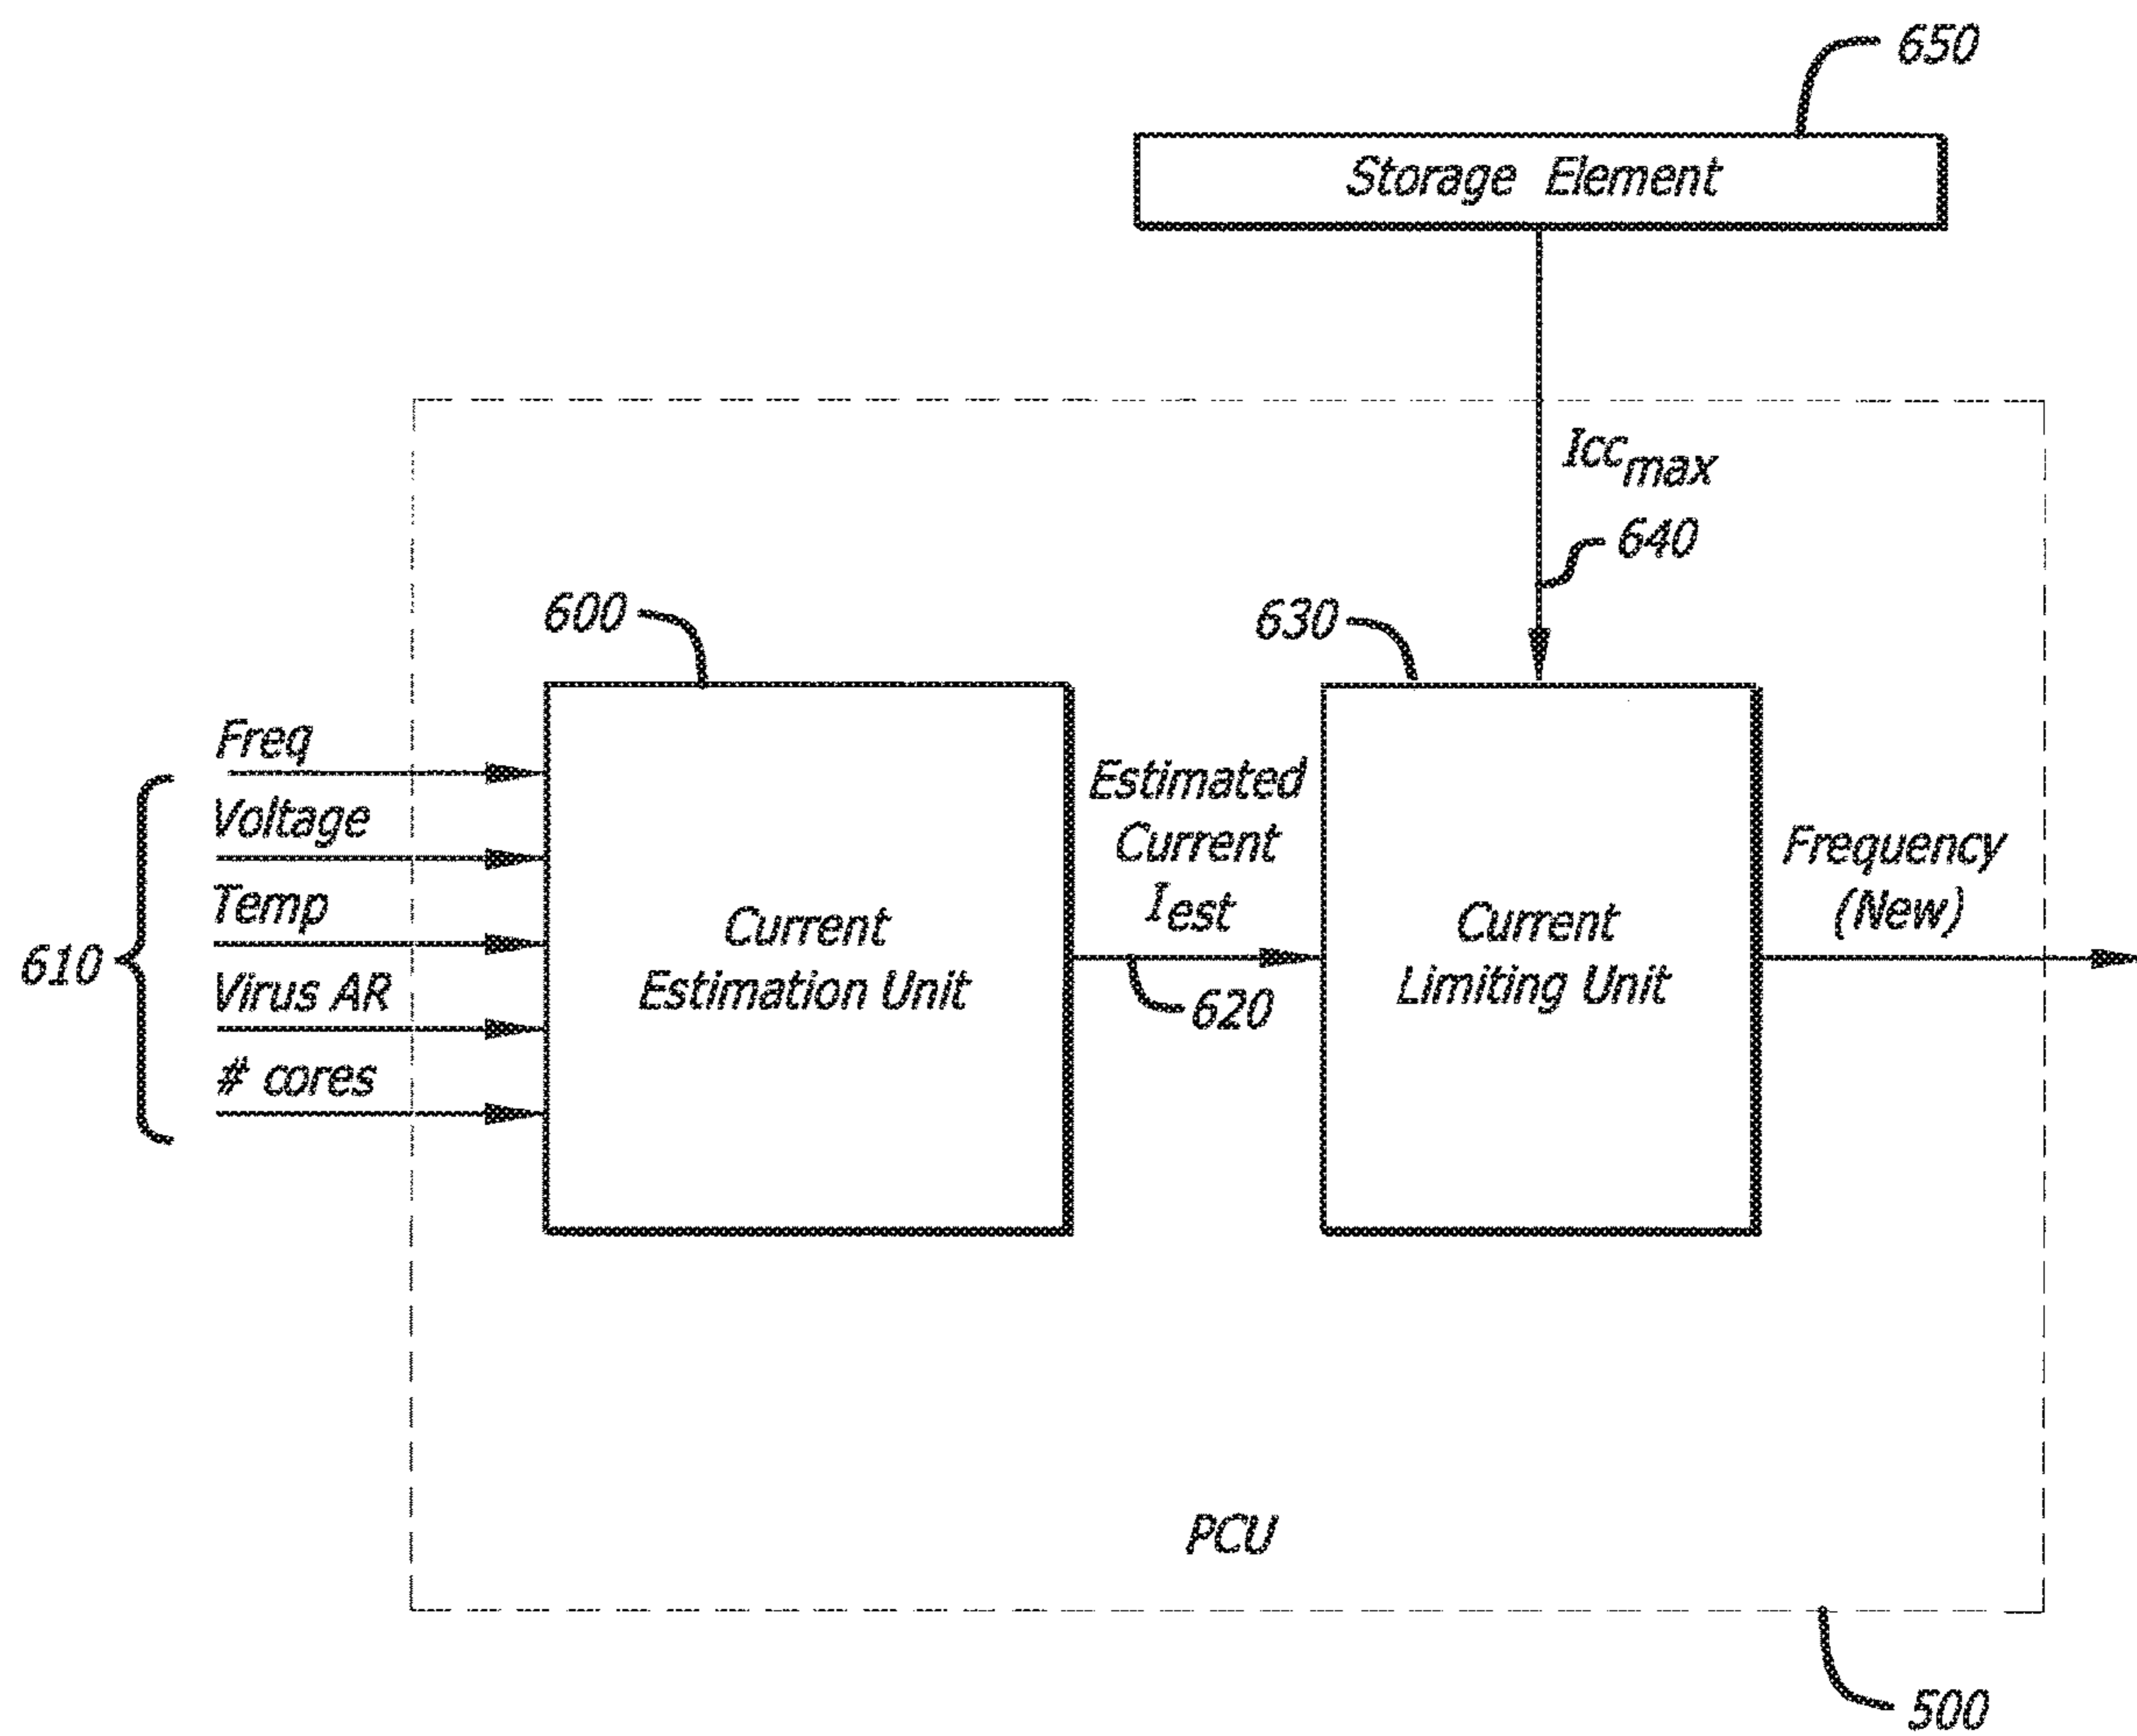 650
Storage Element
Icc max
640
600
630
Freq
Voltage
Temp
Virus AR
# cores
610
Current
Estimation Unit
Estimated
Current
I est
620
Current
Limiting Unit
Frequency
(New)
PCU
500